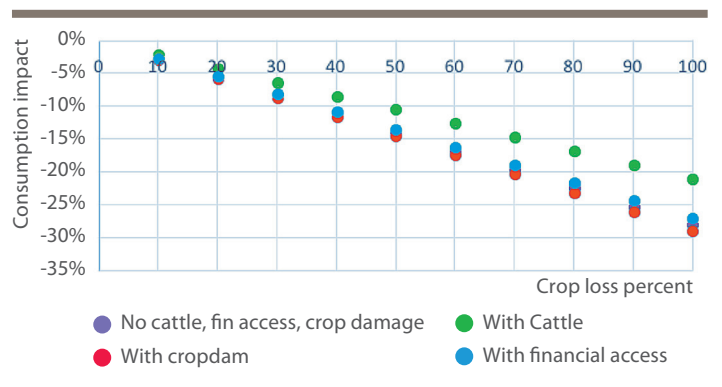 0%
-5%
-10%
-15%
-20%
-25%
-30%
-35%
Consumption impact
0 10 20 30 40 50 60 70 80 90 100
Crop loss percent
No cattle, fin access, crop damage
With Cattle
With cropdam
With financial access